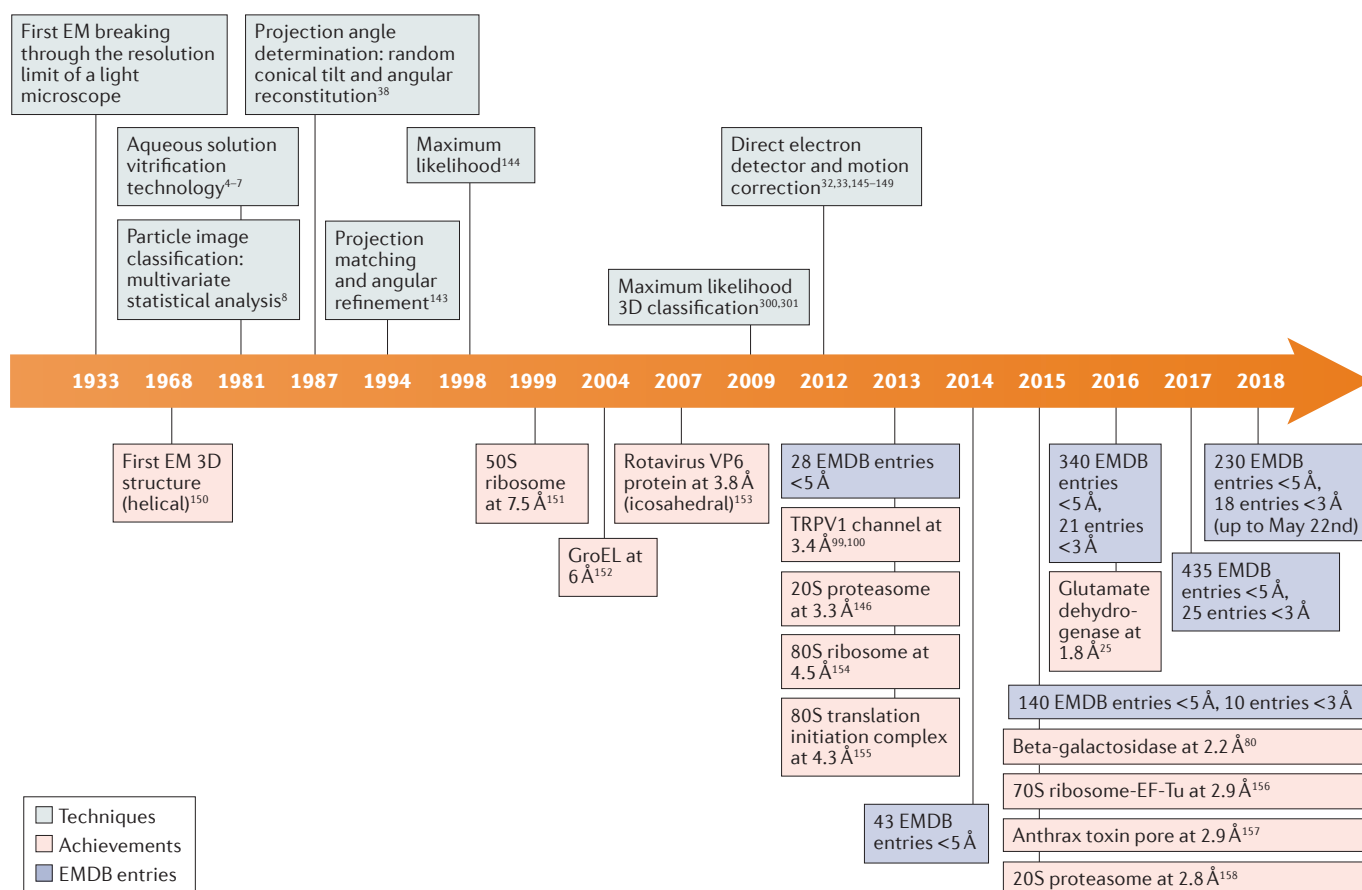 First EM breaking
through the resolution
limit of a light
microscope
Projection angle
determination: random
conical tilt and angular
reconstitution³⁸
Aqueous solution
vitrification
technology⁴⁻⁷
Maximum
likelihood¹⁴⁴
Direct electron
detector and motion
correction³²,³³,¹⁴⁵⁻¹⁴⁹
Particle image
classification:
multivariate
statistical analysis⁸
Projection
matching
and angular
refinement¹⁴³
Maximum likelihood
3D classification³⁰⁰,³⁰¹
1933 1968 1981 1987 1994 1998 1999 2004 2007 2009 2012 2013 2014 2015 2016 2017 2018
First EM 3D
structure
(helical)¹⁵⁰
50S
ribosome
at 7.5 Å¹⁵¹
GroEL at
6 Å¹⁵²
Rotavirus VP6
protein at 3.8 Å
(icosahedral)¹⁵³
28 EMDB entries
<5 Å
TRPV1 channel at
3.4 Å⁹⁹,¹⁰⁰
20S proteasome
at 3.3 Å¹⁴⁶
80S ribosome at
4.5 Å¹⁵⁴
80S translation
initiation complex
at 4.3 Å¹⁵⁵
43 EMDB
entries <5 Å
340 EMDB
entries
<5 Å,
21 entries
<3 Å
Glutamate
dehydro-
genase at
1.8 Å²⁵
230 EMDB
entries <5 Å,
18 entries <3 Å
(up to May 22nd)
435 EMDB
entries <5 Å,
25 entries <3 Å
140 EMDB entries <5 Å, 10 entries <3 Å
Beta-galactosidase at 2.2 Å⁸⁰
70S ribosome-EF-Tu at 2.9 Å¹⁵⁶
Anthrax toxin pore at 2.9 Å¹⁵⁷
20S proteasome at 2.8 Å¹⁵⁸
Techniques
Achievements
EMDB entries